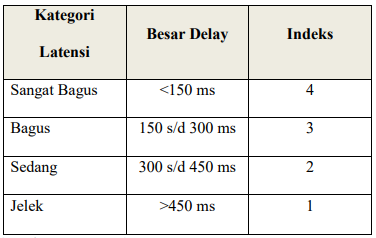 Kategori Latensi Besar Delay Indeks
Sangat Bagus <150 ms 4
Bagus 150 s/d 300 ms 3
Sedang 300 s/d 450 ms 2
Jelek >450 ms 1